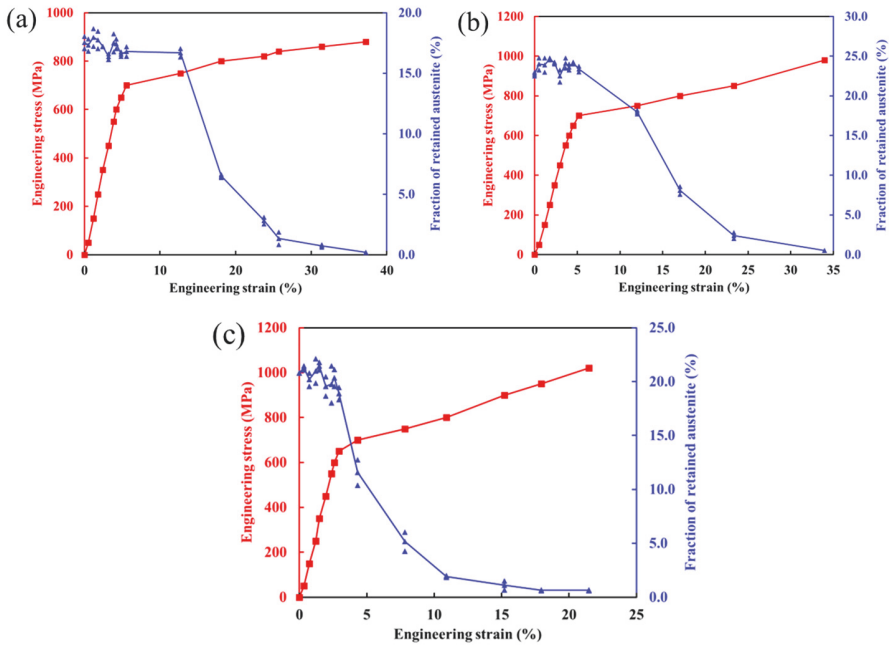 (a)
1000
800
600
400
200
0
Engineering stress (MPa)
20.0
15.0
10.0
5.0
0.0
Fraction of retained austenite (%)
0 10 20 30 40
Engineering strain (%)
(b)
1200
1000
800
600
400
200
0
Engineering stress (MPa)
30.0
25.0
20.0
15.0
10.0
5.0
0.0
Fraction of retained austenite (%)
0 5 10 15 20 25 30 35
Engineering strain (%)
(c)
1200
1000
800
600
400
200
0
Engineering stress (MPa)
25.0
20.0
15.0
10.0
5.0
0.0
Fraction of retained austenite (%)
0 5 10 15 20 25
Engineering strain (%)